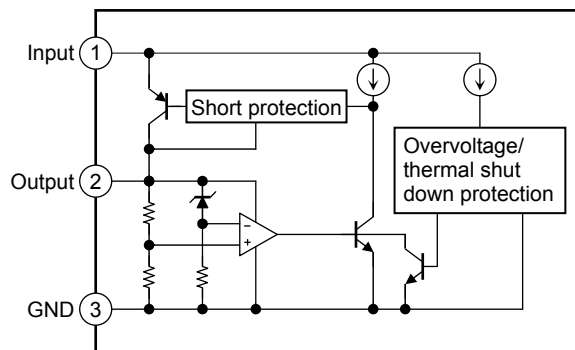 Input 1
Short protection
Overvoltage/
thermal shut
down protection
Output 2
−
+
GND 3